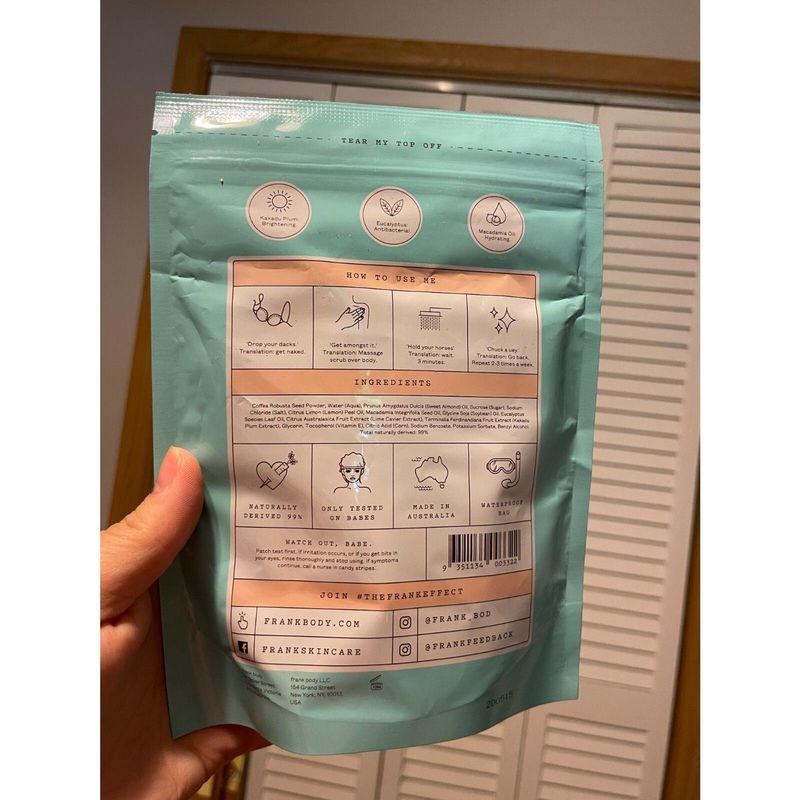 TEAR MY TOP OFF
Kakadu Plum:
Brightening.
Eucalyptus:
Antibacterial.
Macadamia Oil:
Hydrating.
HOW TO USE ME
'Drop your dacks.'
Translation: get naked.
'Get amongst it.'
Translation: Massage
scrub over body.
'Hold your horses'
Translation: wait.
3 minutes.
'Chuck a uey.'
Translation: Go back.
Repeat 2-3 times a week.
INGREDIENTS
Coffea Robusta Seed Powder, Water (Aqua), Prunus Amygdalus Dulcis (Sweet Almond) Oil, Sucrose (Sugar), Sodium
Chloride (Salt), Citrus Limon (Lemon) Peel Oil, Macadamia Integrifolia Seed Oil, Glycine Soja (Soybean) Oil, Eucalyptus
Species Leaf Oil, Citrus Australasica Fruit Extract (Lime Caviar Extract), Terminalia Ferdinandiana Fruit Extract (Kakadu
Plum Extract), Glycerin, Tocopherol (Vitamin E), Citric Acid (Corn), Sodium Benzoate, Potassium Sorbate, Benzyl Alcohol.
Total naturally derived: 99%
NATURALLY
DERIVED 99%
ONLY TESTED
ON BABES
MADE IN
AUSTRALIA
WATERPROOF
BAG
WATCH OUT, BABE.
Patch test first. If irritation occurs, or if you get bits in
your eyes, rinse thoroughly and stop using. If symptoms
continue, call a nurse in candy stripes.
9 351134 003322
JOIN #THEFRANKEFFECT
FRANKBODY.COM
@FRANK_BOD
FRANKSKINCARE
@FRANKFEEDBACK
frank body LLC
154 Grand Street
New York, NY, 10013,
USA
12M
200515